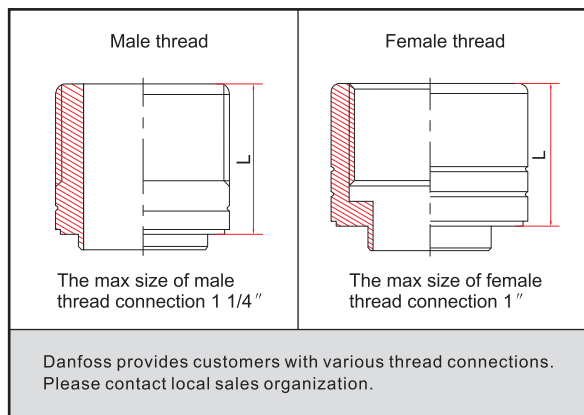 Male thread
L
The max size of male
thread connection 1 1/4″
Female thread
L
The max size of female
thread connection 1″
Danfoss provides customers with various thread connections.
Please contact local sales organization.